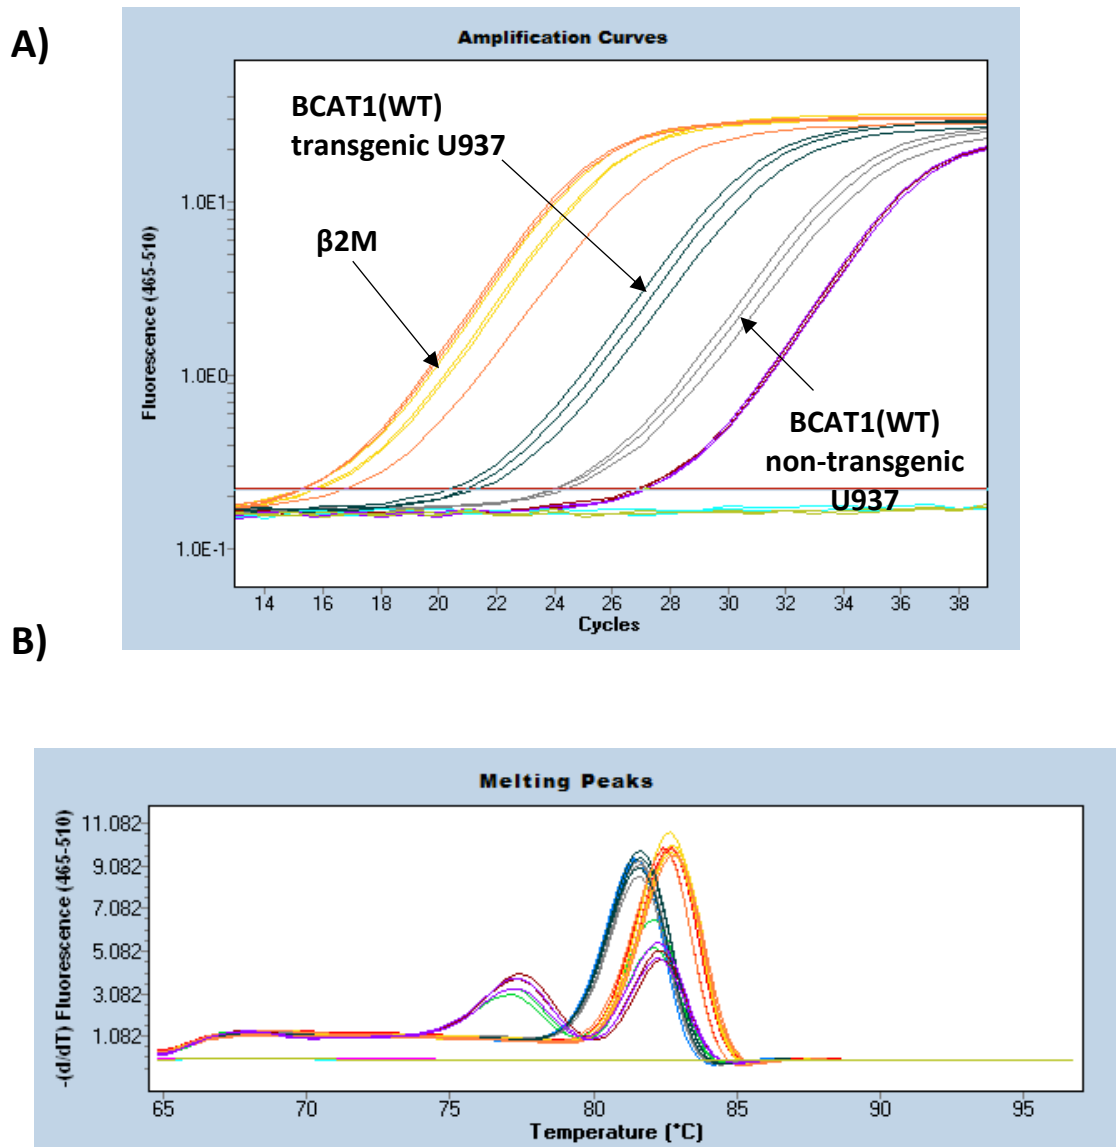 A)
Amplification Curves
BCAT1(WT)
transgenic U937
β2M
BCAT1(WT)
non-transgenic
U937
Fluorescence (465-510)
1.0E1
1.0E0
1.0E-1
14 16 18 20 22 24 26 28 30 32 34 36 38
Cycles
B)
Melting Peaks
-(d/dT) Fluorescence (465-510)
11.082
9.082
7.082
5.082
3.082
1.082
65 70 75 80 85 90 95
Temperature (°C)